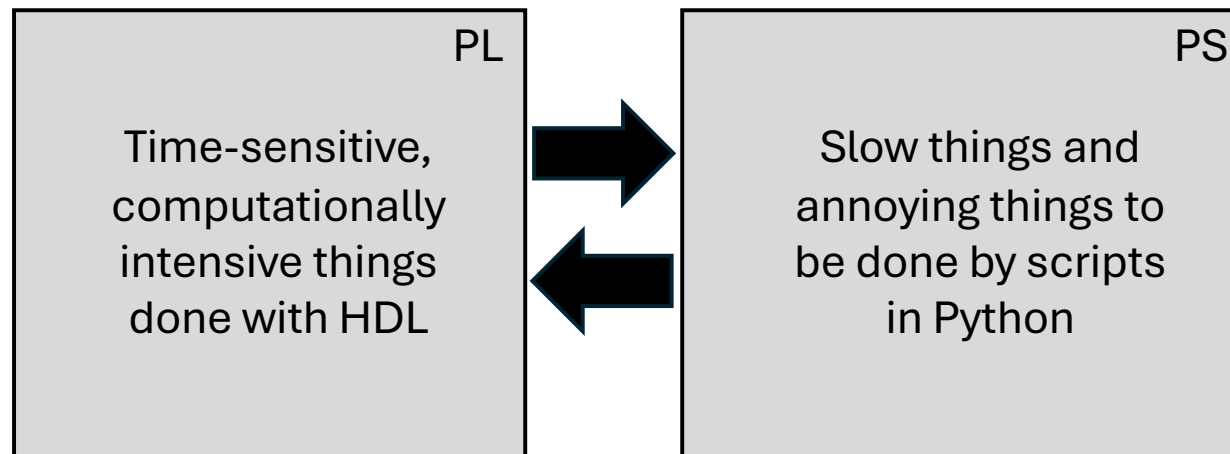 PL
Time-sensitive,
computationally
intensive things
done with HDL
PS
Slow things and
annoying things to
be done by scripts
in Python